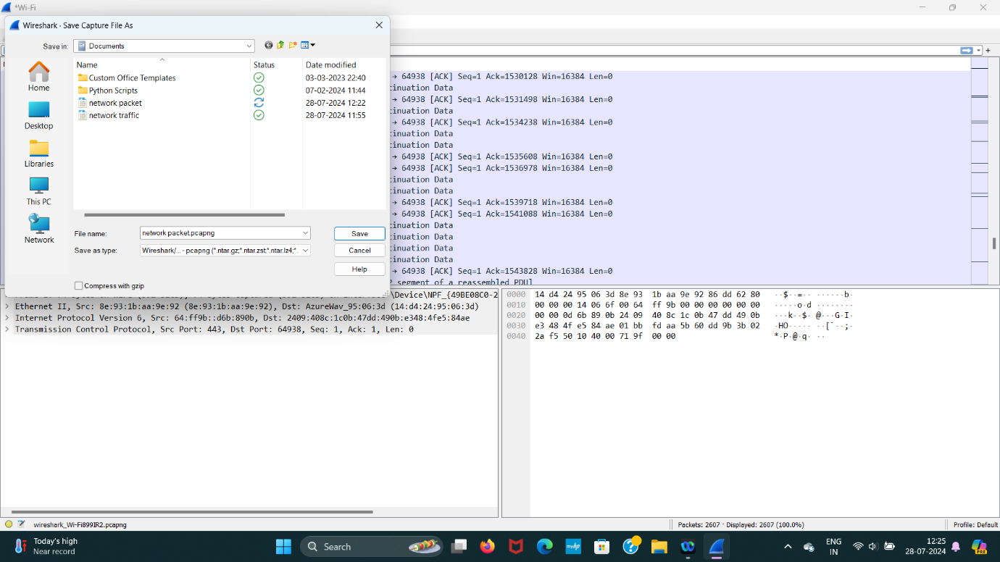 *Wi-Fi
Wireshark · Save Capture File As
Save in: Documents
Name Status Date modified
Custom Office Templates 03-03-2023 22:40
Python Scripts 07-02-2024 11:44
network packet 28-07-2024 12:22
network traffic 28-07-2024 11:55
Home
Desktop
Libraries
This PC
Network
File name: network packet.pcapng Save
Save as type: Wireshark/... - pcapng (*.ntar.gz;*.ntar.zst;*.ntar.lz4;*. Cancel
Help
Compress with gzip
→ 64938 [ACK] Seq=1 Ack=1530128 Win=16384 Len=0
tinuation Data
→ 64938 [ACK] Seq=1 Ack=1531498 Win=16384 Len=0
tinuation Data
→ 64938 [ACK] Seq=1 Ack=1534238 Win=16384 Len=0
tinuation Data
tinuation Data
→ 64938 [ACK] Seq=1 Ack=1535608 Win=16384 Len=0
→ 64938 [ACK] Seq=1 Ack=1536978 Win=16384 Len=0
tinuation Data
tinuation Data
→ 64938 [ACK] Seq=1 Ack=1539718 Win=16384 Len=0
→ 64938 [ACK] Seq=1 Ack=1541088 Win=16384 Len=0
tinuation Data
tinuation Data
tinuation Data
tinuation Data
→ 64938 [ACK] Seq=1 Ack=1543828 Win=16384 Len=0
P segment of a reassembled PDU]
\Device\NPF_{49BE08C0-2
Ethernet II, Src: 8e:93:1b:aa:9e:92 (8e:93:1b:aa:9e:92), Dst: AzureWav_95:06:3d (14:d4:24:95:06:3d)
Internet Protocol Version 6, Src: 64:ff9b::d6b:890b, Dst: 2409:408c:1c0b:47dd:490b:e348:4fe5:84ae
Transmission Control Protocol, Src Port: 443, Dst Port: 64938, Seq: 1, Ack: 1, Len: 0
0000 14 d4 24 95 06 3d 8e 93 1b aa 9e 92 86 dd 62 80 ··$··=·· ······b·
0010 00 00 00 14 06 6f 00 64 ff 9b 00 00 00 00 00 00 ·····o·d ········
0020 00 00 0d 6b 89 0b 24 09 40 8c 1c 0b 47 dd 49 0b ···k··$· @···G·I·
0030 e3 48 4f e5 84 ae 01 bb fd aa 5b 60 dd 9b 3b 02 ·HO····· ··[`··;·
0040 2a f5 50 10 40 00 71 9f 00 00 *·P·@·q· ··
wireshark_Wi-Fi899IR2.pcapng Packets: 2607 · Displayed: 2607 (100.0%) Profile: Default
Today's high
Near record
Search
myhp
ENG
IN
12:25
28-07-2024
PRE